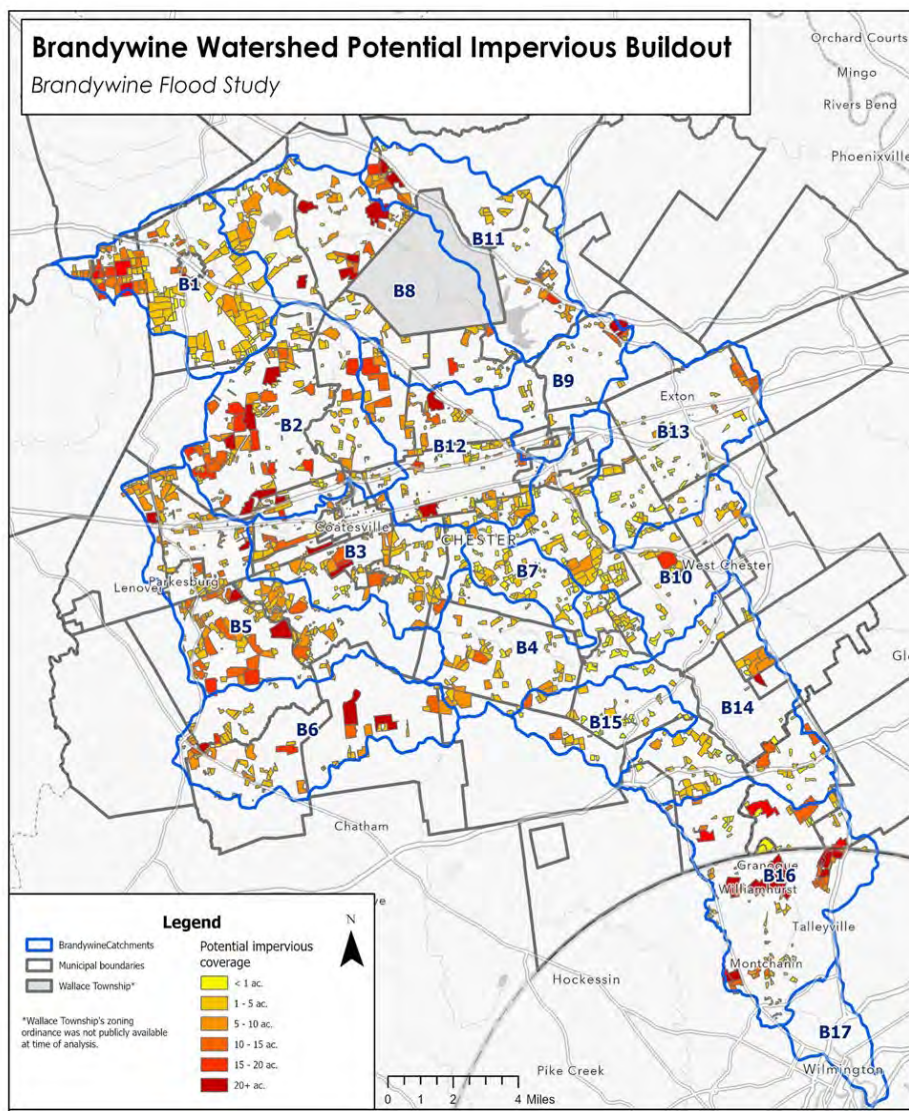 Brandywine Watershed Potential Impervious Buildout
Brandywine Flood Study
Orchard Courts
Mingo
Rivers Bend
Phoenixville
B11
B1
B8
B9
Exton
B2
B13
B12
Coatesville
CHESTER
B3
B7
B10
West Chester
Parkesburg
Lenover
B5
B4
Gl
B14
B15
B6
Chatham
Granogue
B16
Williamhurst
Talleyville
Montchanin
Hockessin
B17
Pike Creek
Wilmington
Legend
BrandywineCatchments
Municipal boundaries
Wallace Township*
*Wallace Township's zoning
ordinance was not publicly available
at time of analysis.
Potential impervious
coverage
< 1 ac.
1 - 5 ac.
5 - 10 ac.
10 - 15 ac.
15 - 20 ac.
20+ ac.
N
0 1 2 4 Miles